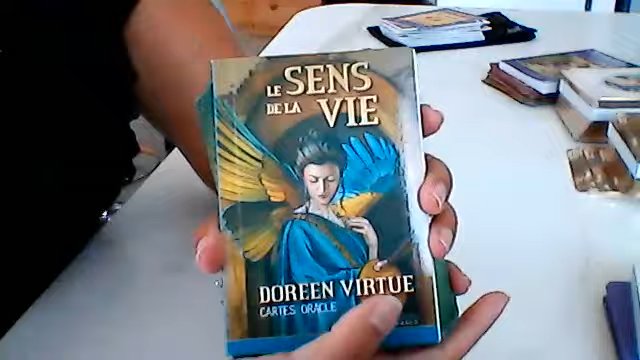 LE SENS
DE LA VIE
DOREEN VIRTUE
CARTES ORACLE